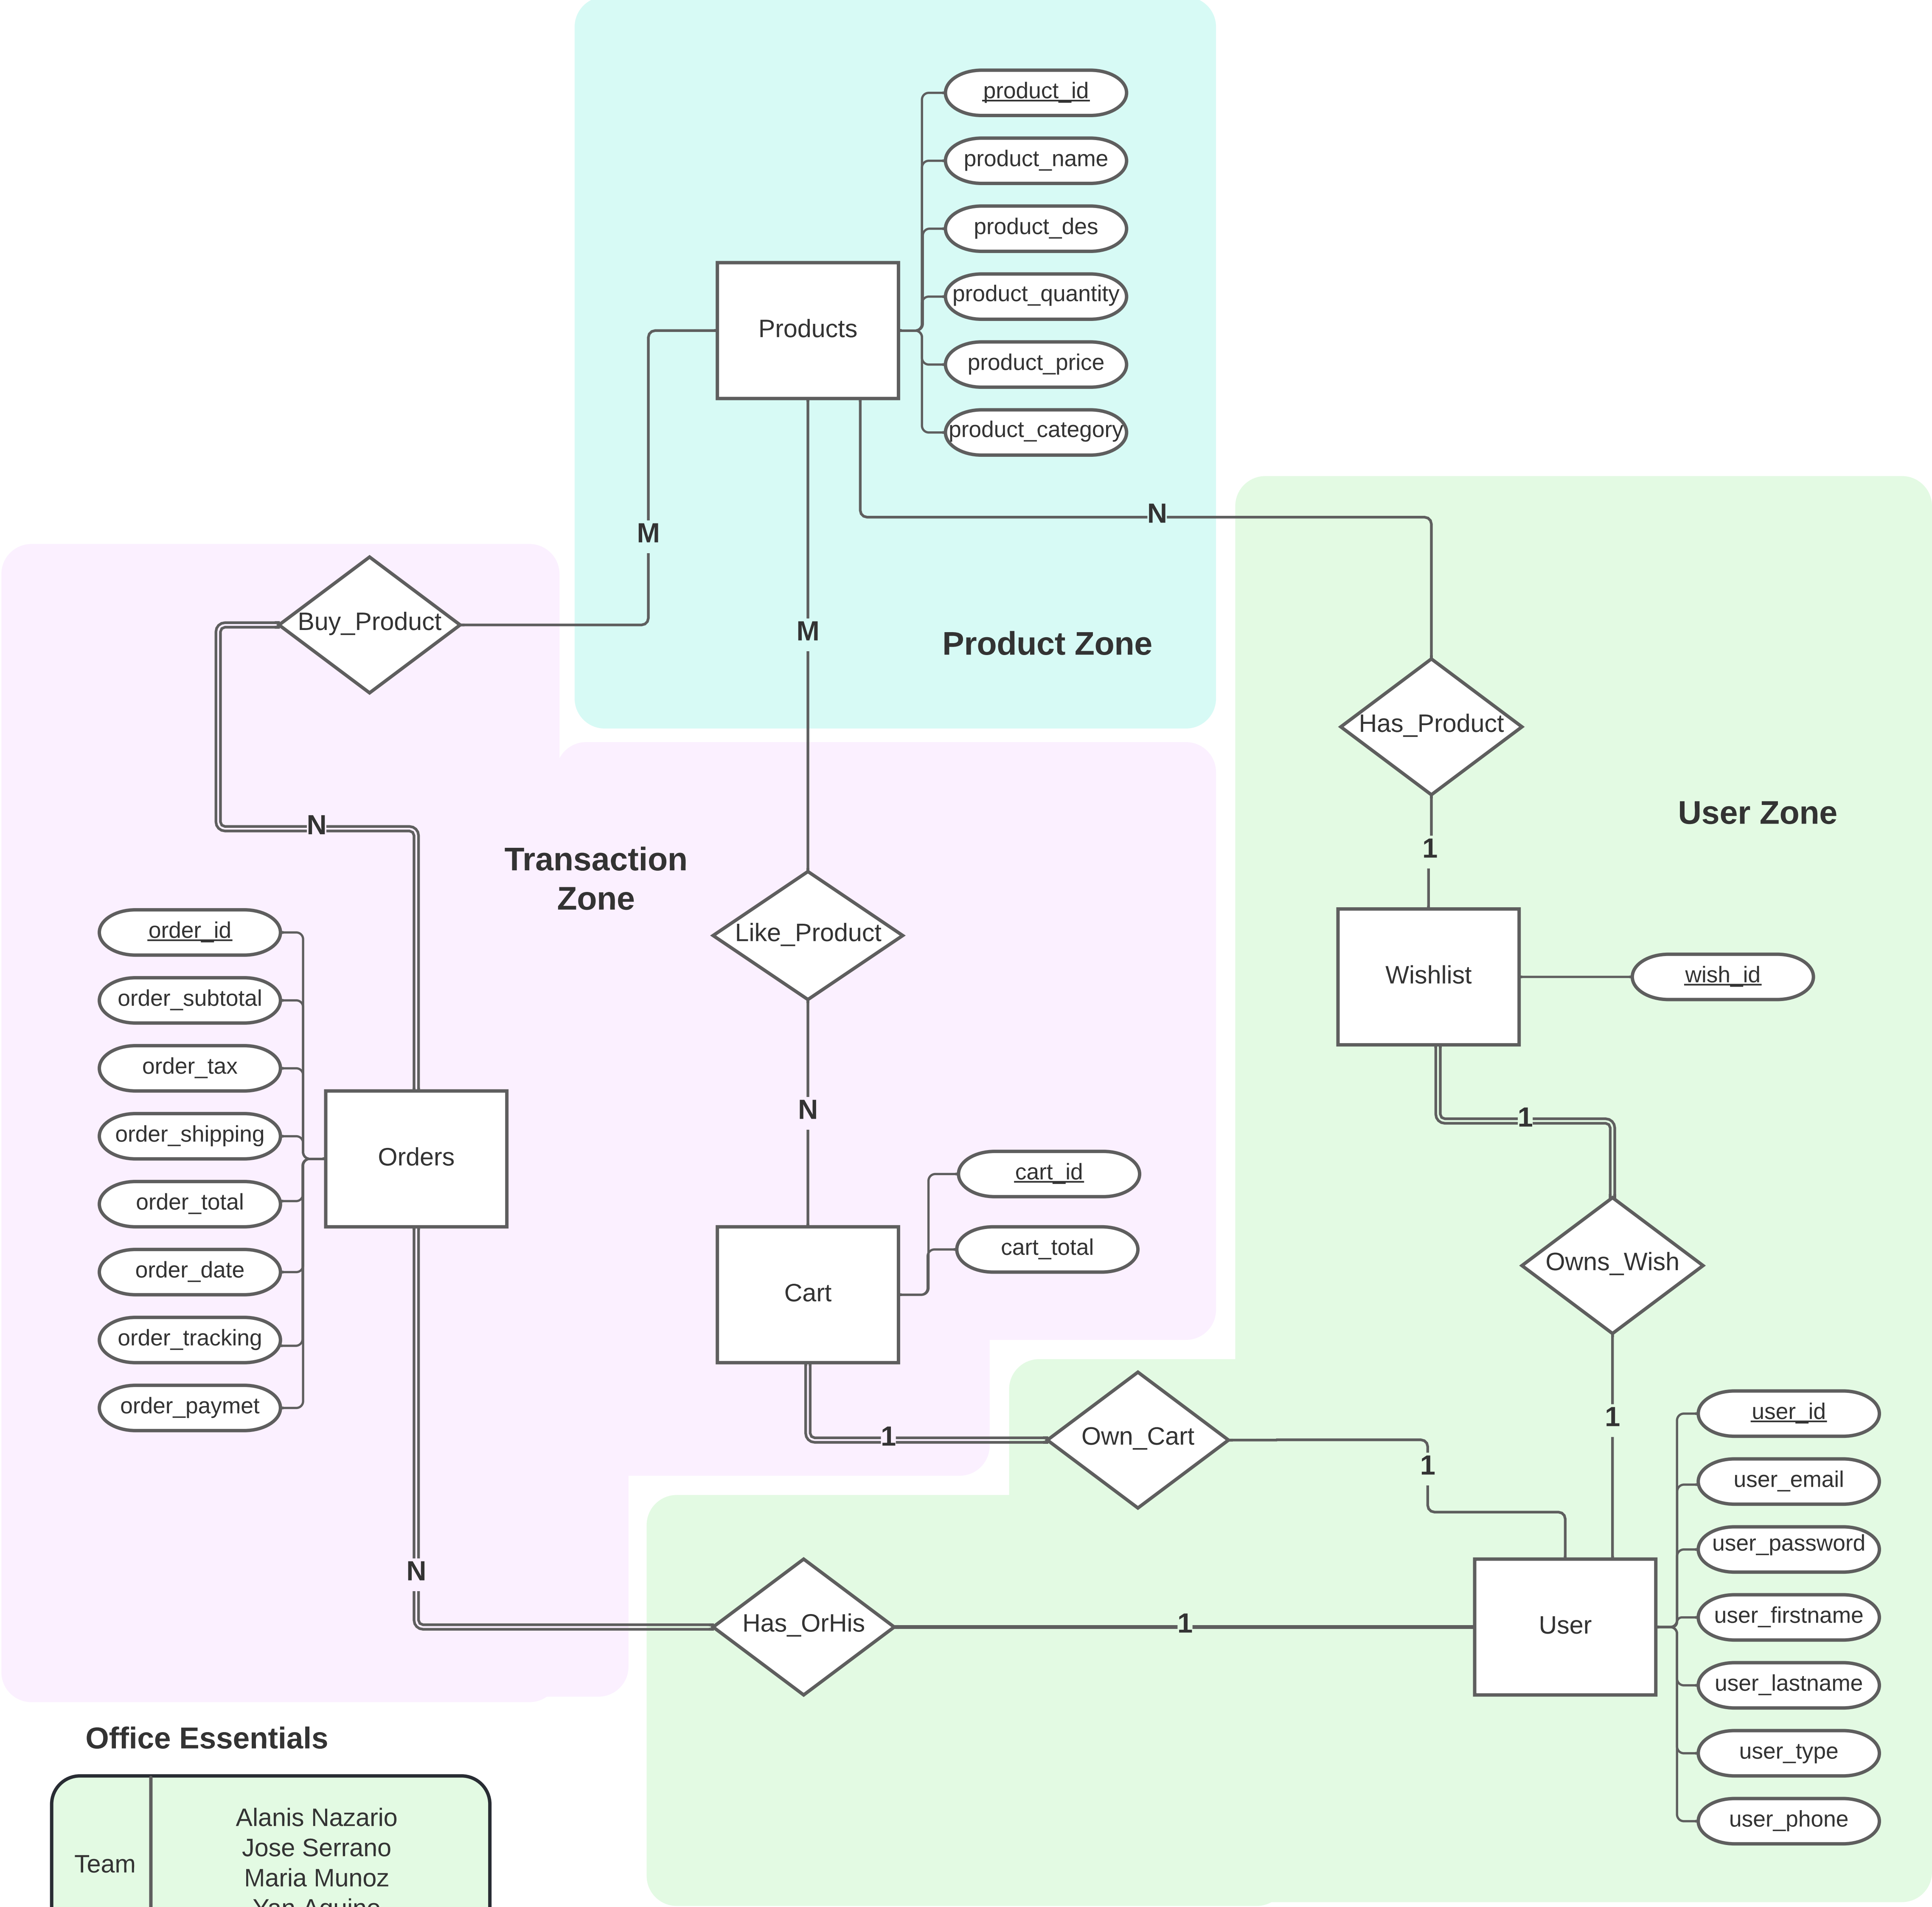 product_id
product_name
product_des
product_quantity
product_price
product_category
Products
M
N
M
Product Zone
Buy_Product
Has_Product
User Zone
N
1
Transaction
Zone
Like_Product
order_id
order_subtotal
order_tax
order_shipping
order_total
order_date
order_tracking
order_paymet
Orders
Wishlist
wish_id
N
1
cart_id
cart_total
Cart
Owns_Wish
1
Own_Cart
1
1
user_id
user_email
user_password
user_firstname
user_lastname
user_type
user_phone
N
Has_OrHis
1
User
Office Essentials
Team
Alanis Nazario
Jose Serrano
Maria Munoz
Yan Aquino